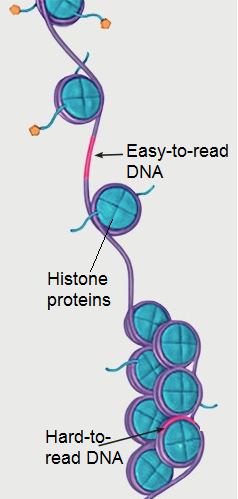 Easy-to-read
DNA
Histone
proteins
Hard-to-
read DNA